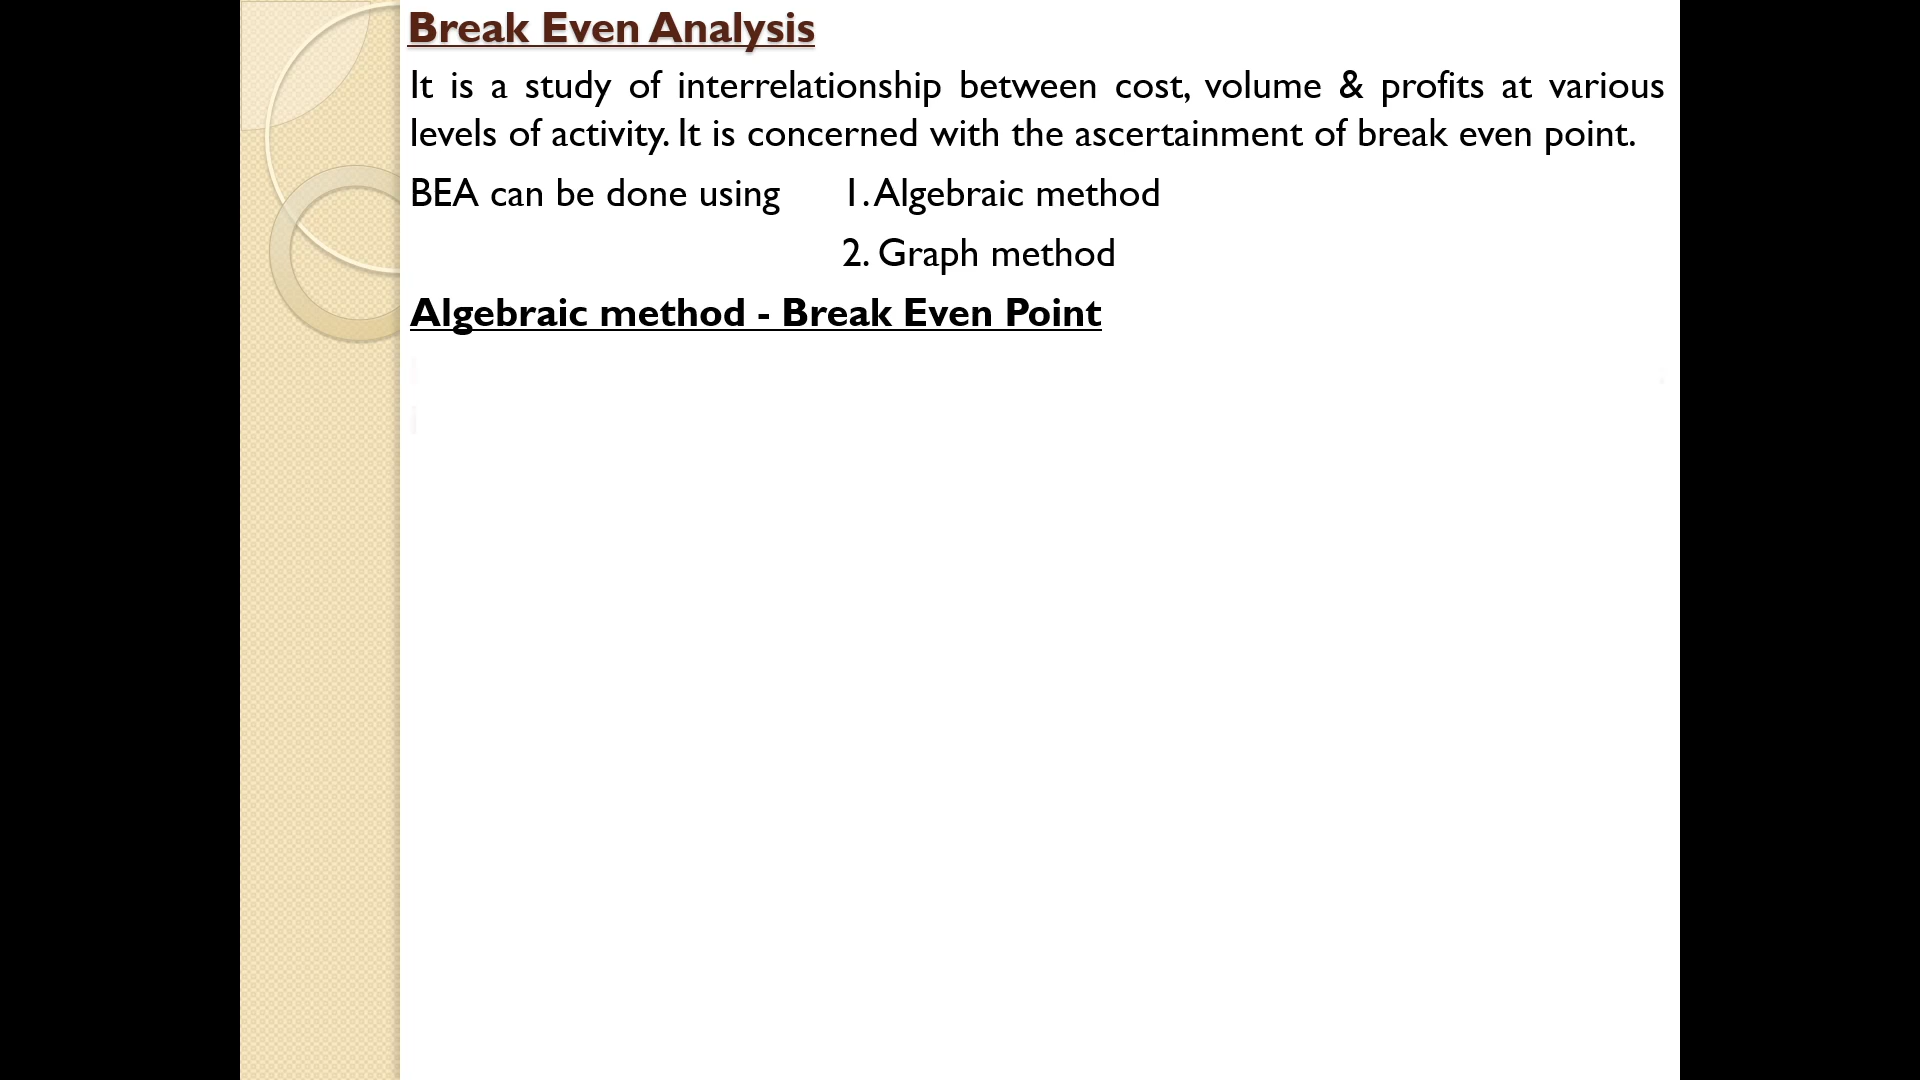 Break Even Analysis
It is a study of interrelationship between cost, volume & profits at various
levels of activity. It is concerned with the ascertainment of break even point.
BEA can be done using 1. Algebraic method
2. Graph method
Algebraic method - Break Even Point